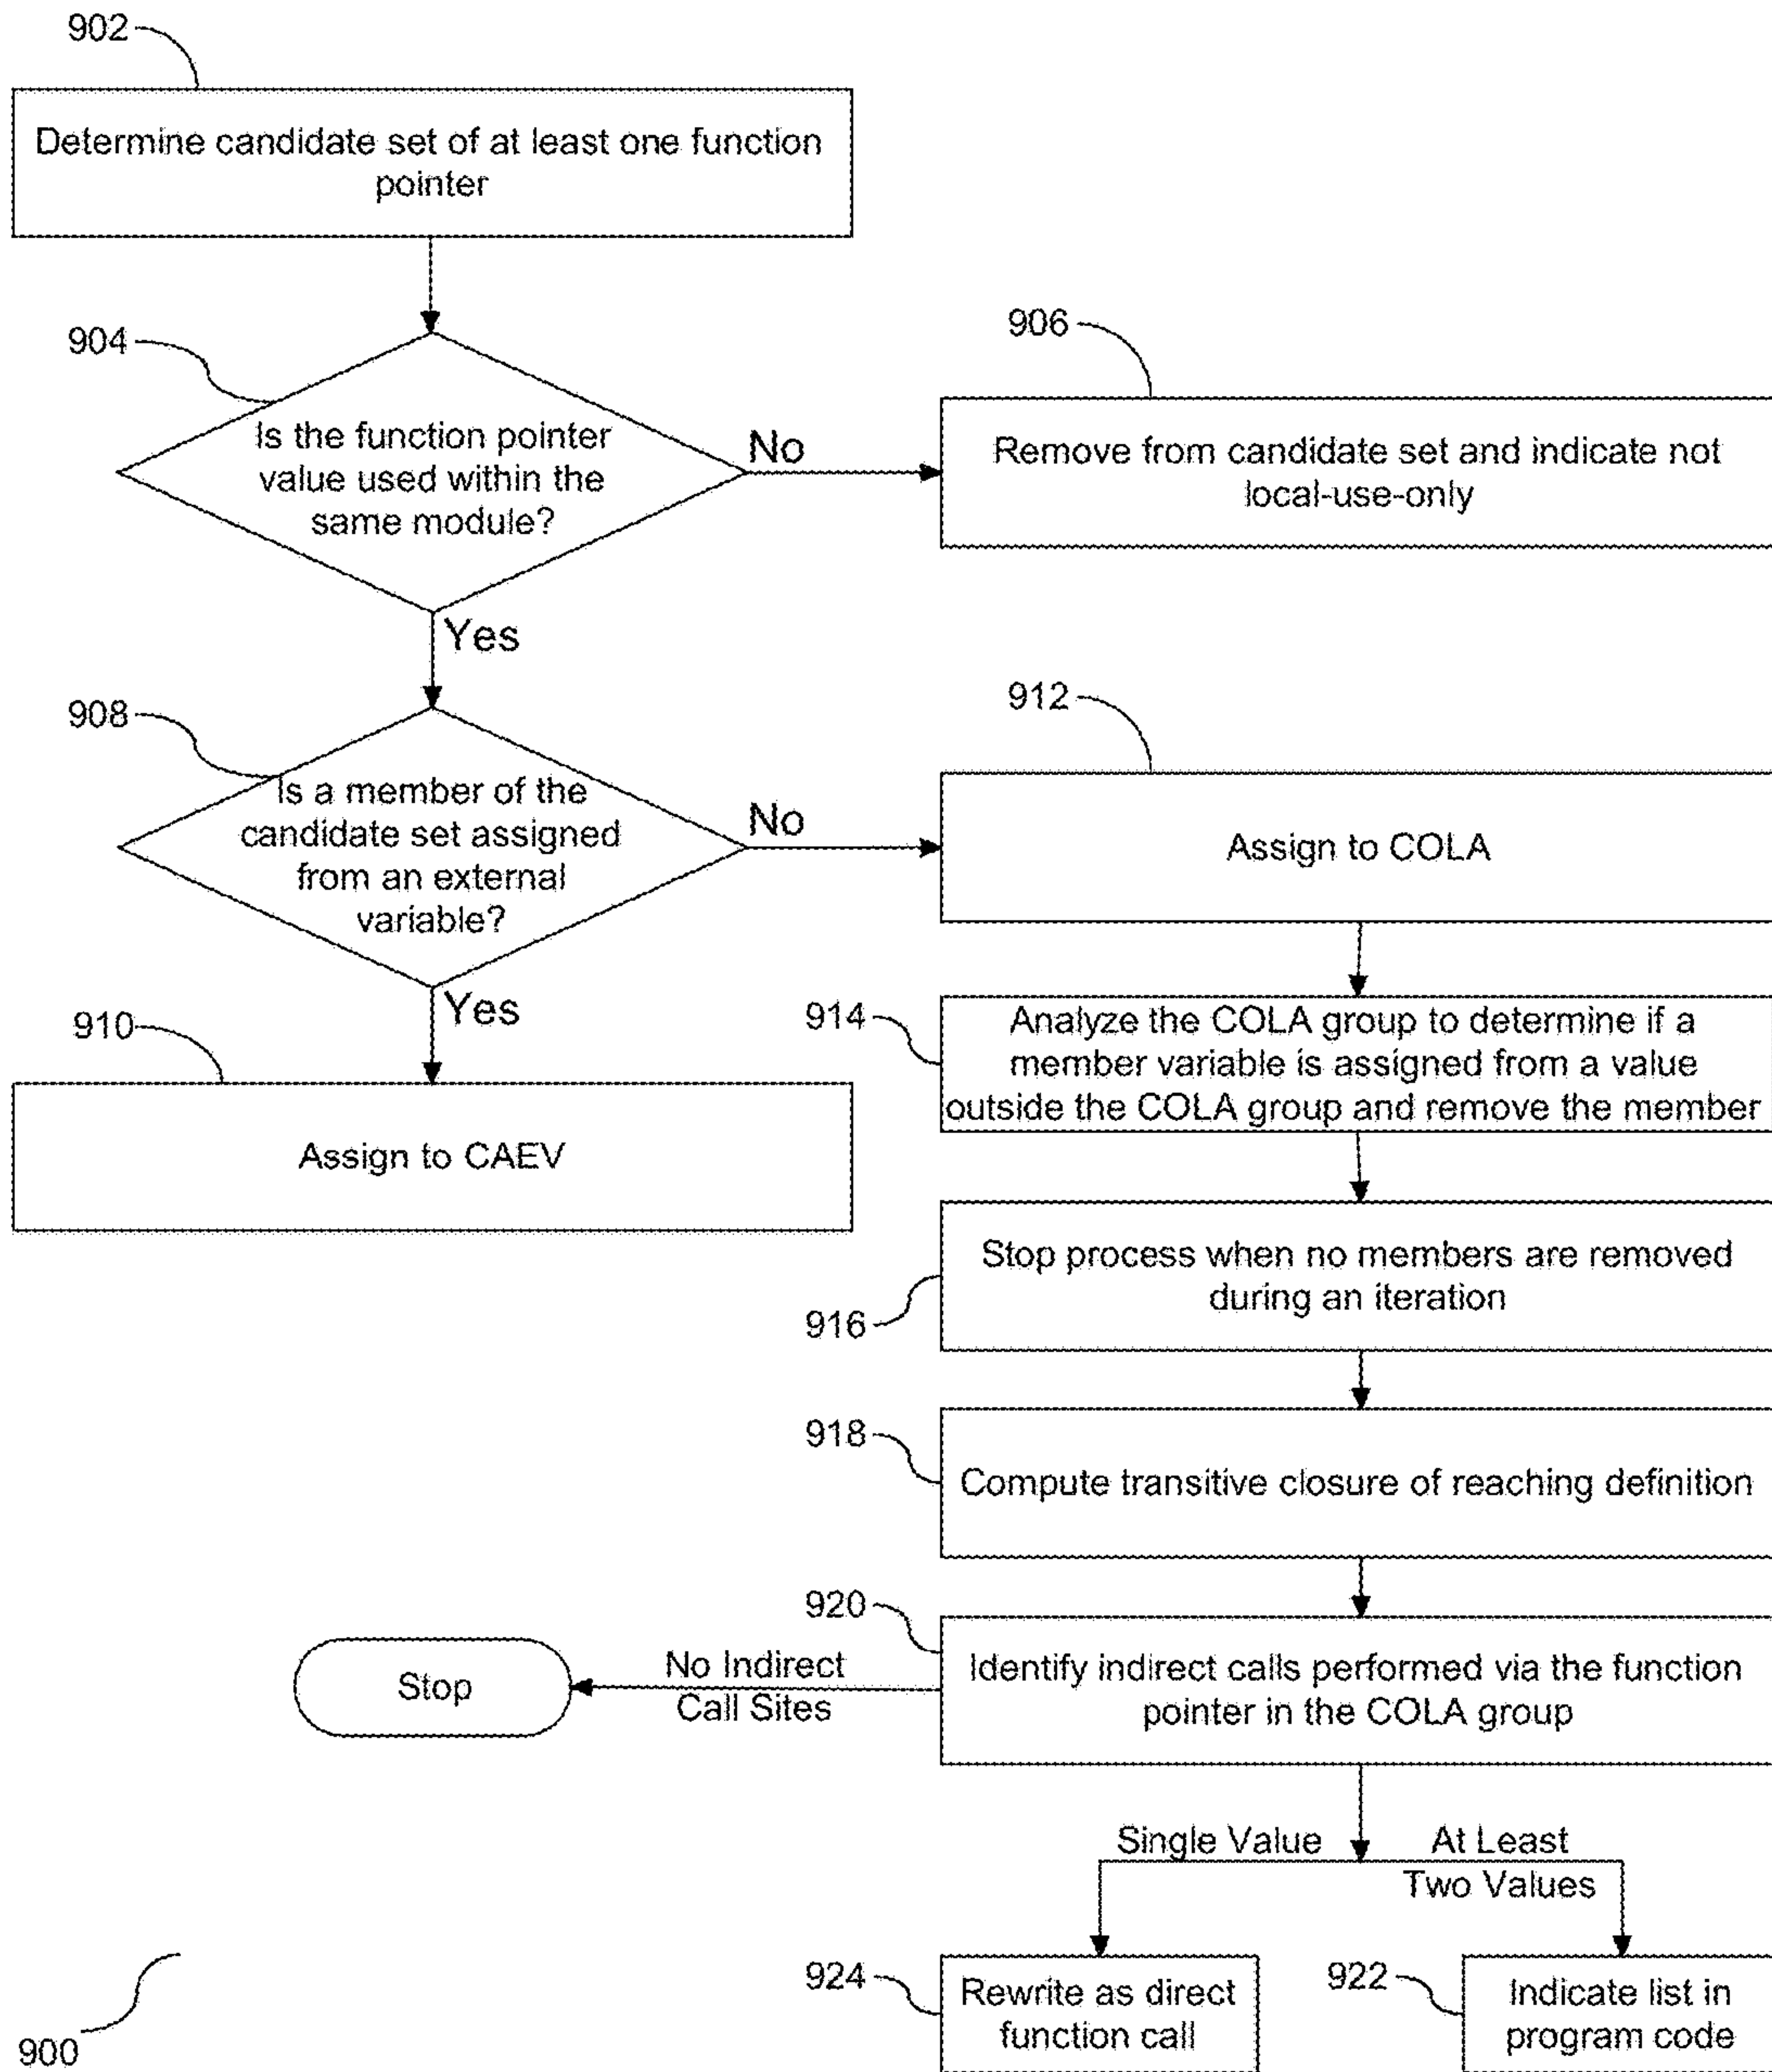 902
Determine candidate set of at least one function
pointer
904
Is the function pointer
value used within the
same module?
No
906
Remove from candidate set and indicate not
local-use-only
Yes
908
Is a member of the
candidate set assigned
from an external
variable?
No
912
Assign to COLA
Yes
910
Assign to CAEV
914
Analyze the COLA group to determine if a
member variable is assigned from a value
outside the COLA group and remove the member
916
Stop process when no members are removed
during an iteration
918
Compute transitive closure of reaching definition
920
Identify indirect calls performed via the function
pointer in the COLA group
No Indirect
Call Sites
Stop
Single Value
At Least
Two Values
924
Rewrite as direct
function call
922
Indicate list in
program code
900